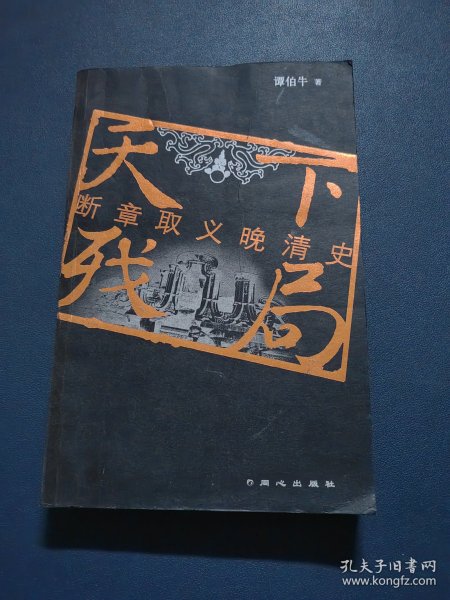 谭伯牛 著
天下
断章取义晚清史
残局
同心出版社
孔夫子旧书网
www.kongfz.com